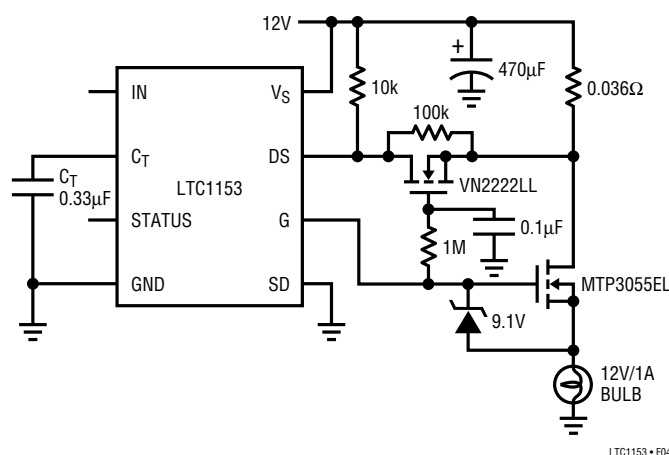 12V
+
470µF
0.036Ω
10k
100k
IN
V_S
C_T
DS
LTC1153
STATUS
G
GND
SD
C_T
0.33µF
VN2222LL
0.1µF
1M
MTP3055EL
9.1V
12V/1A
BULB
LTC1153 • F04